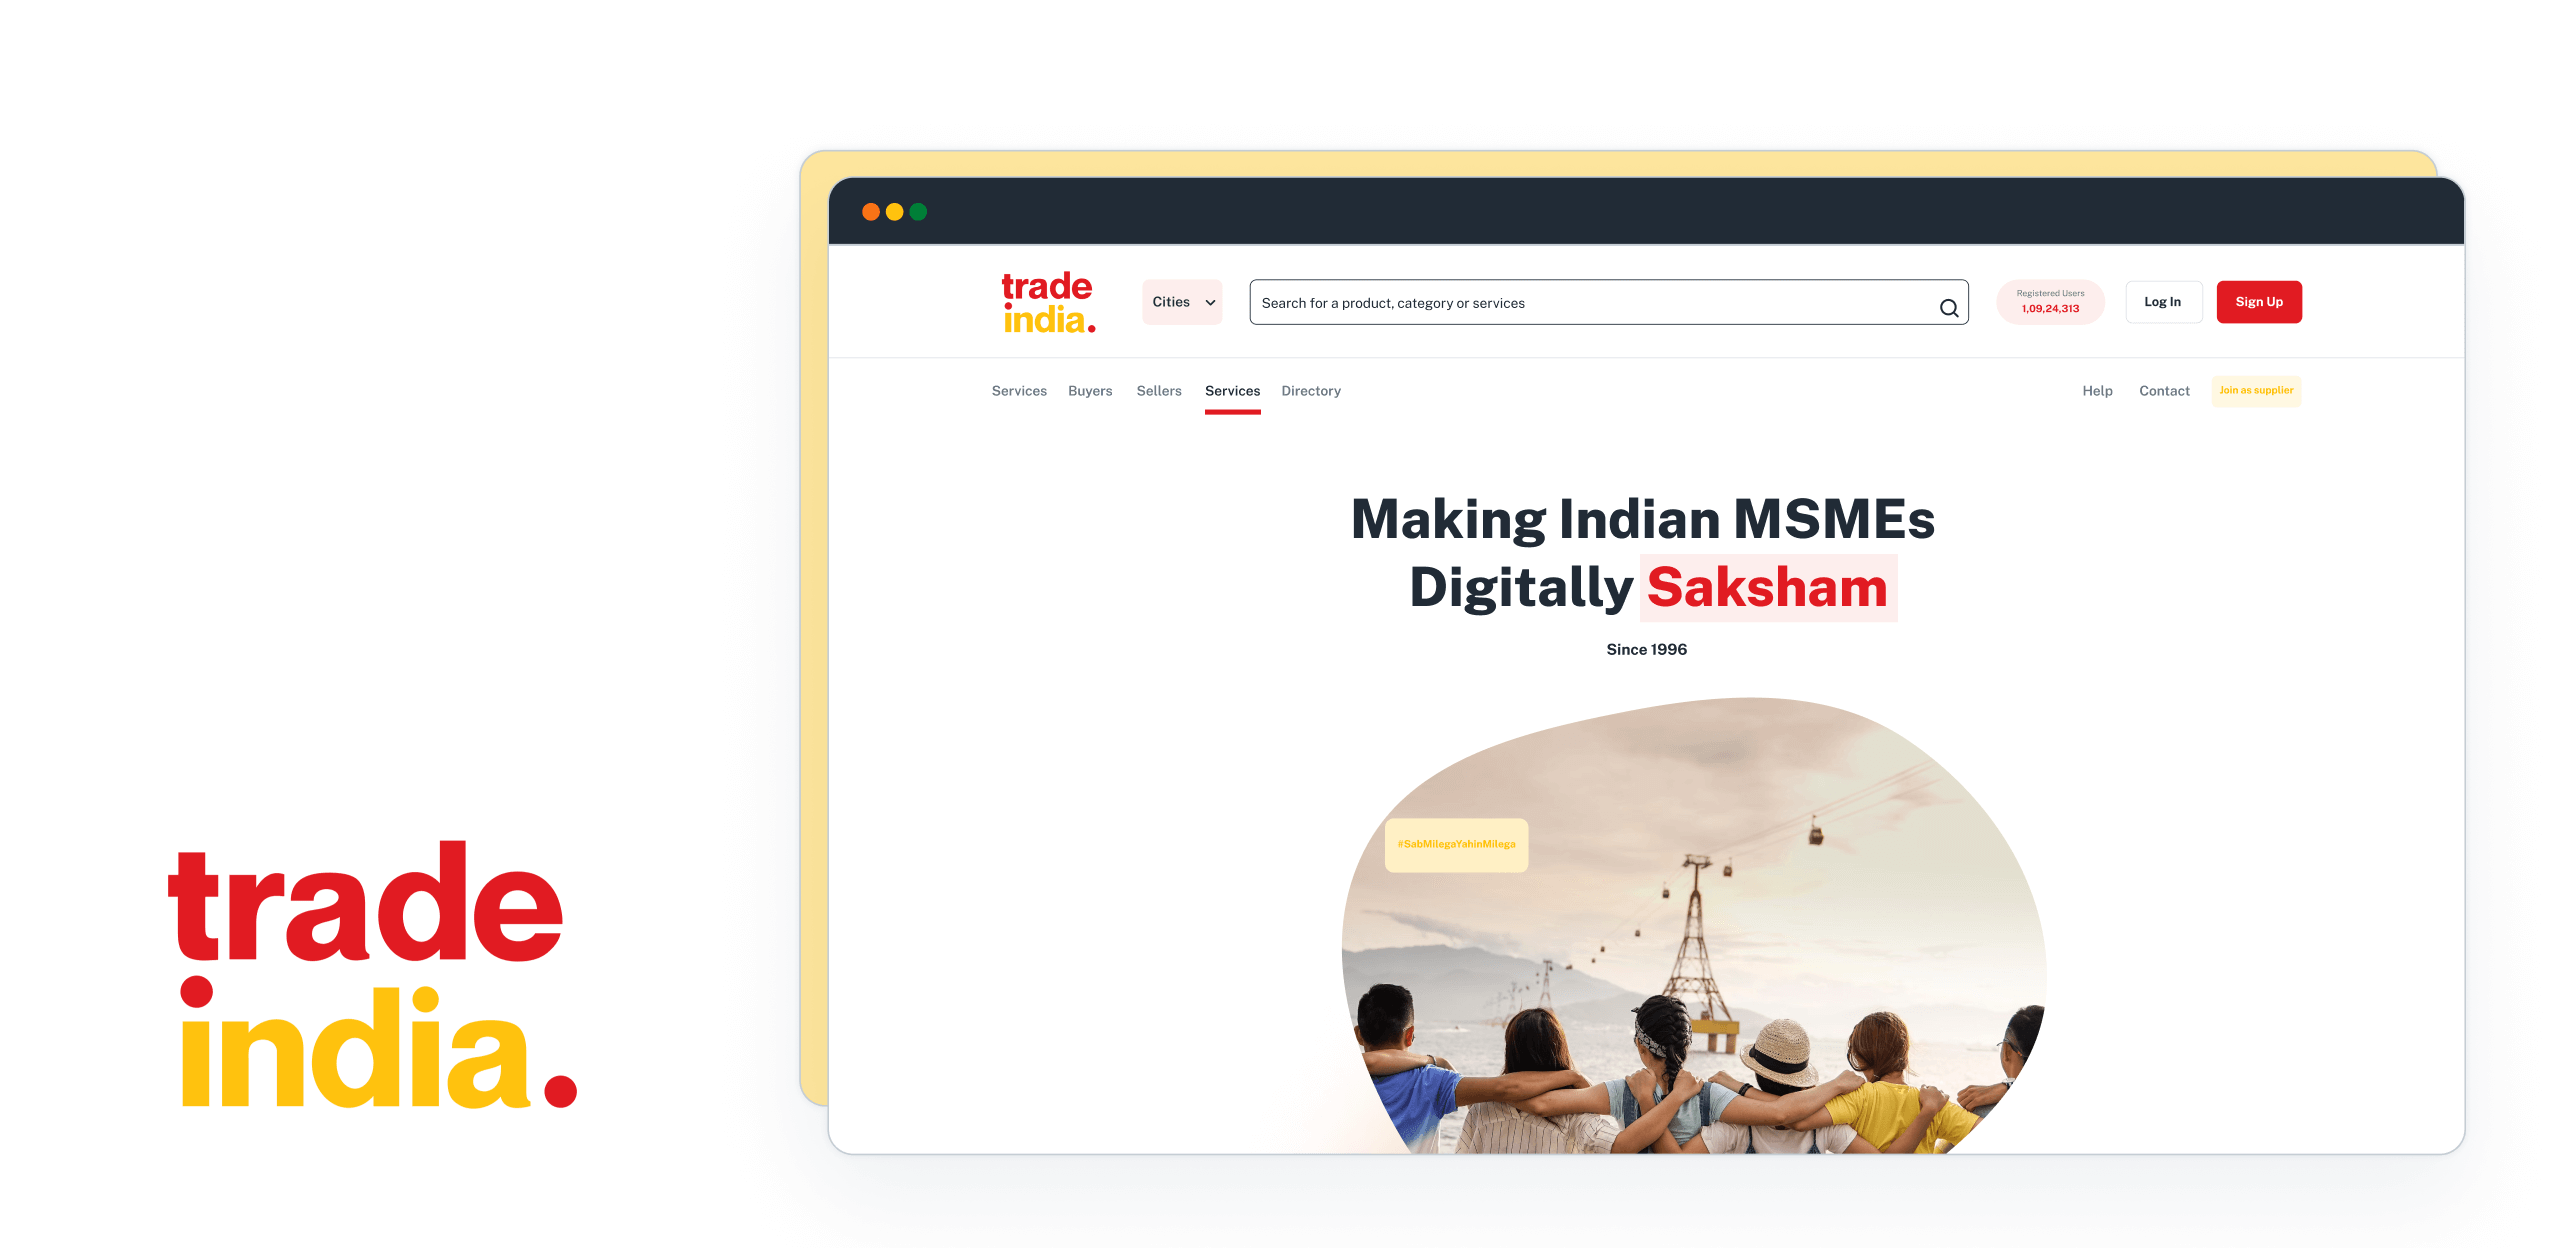 trade
india.
trade
india.
Cities
Search for a product, category or services
Registered Users
1,09,24,313
Log In
Sign Up
Services Buyers Sellers Services Directory
Help Contact Join as supplier
Making Indian MSMEs
Digitally Saksham
Since 1996
#SabMilegaYahinMilega